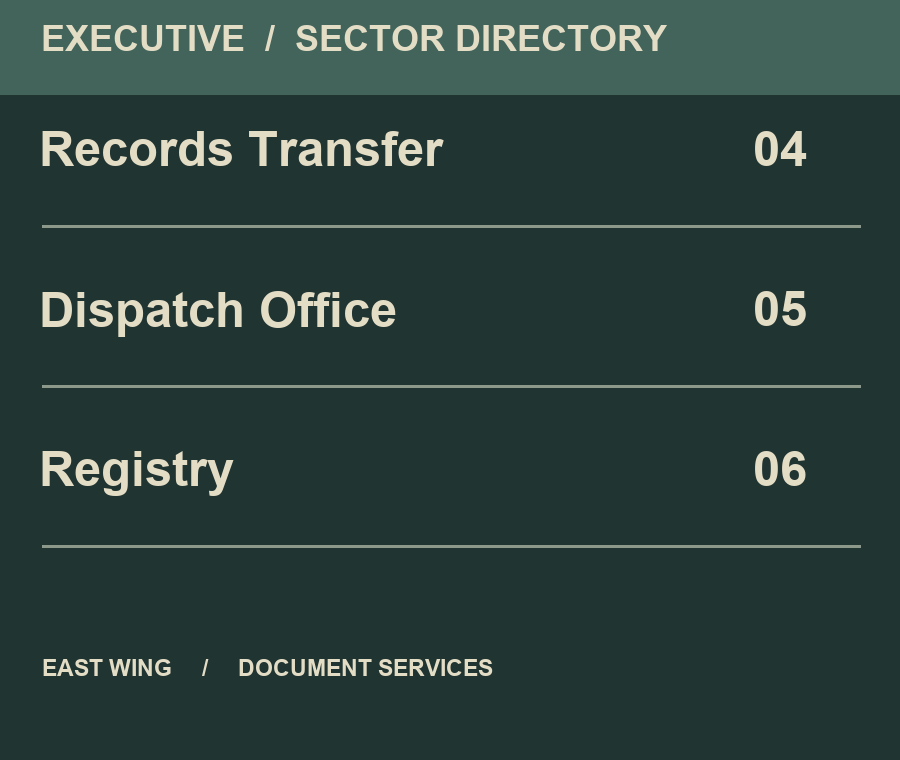 EXECUTIVE / SECTOR DIRECTORY
Records Transfer 04
Dispatch Office 05
Registry 06
EAST WING / DOCUMENT SERVICES